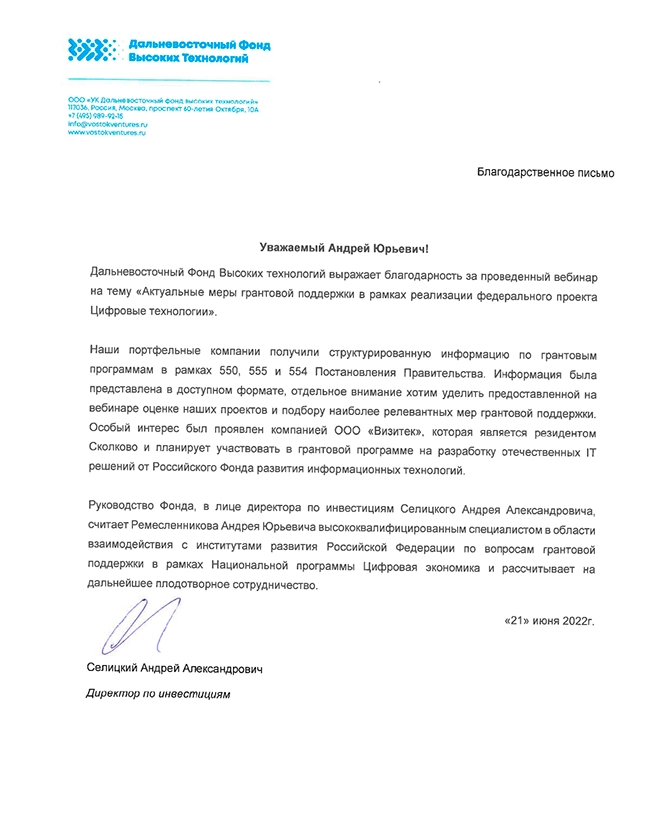 Дальневосточный Фонд
Высоких Технологий
ООО «УК Дальневосточный фонд высоких технологий»
117036, Россия, Москва, проспект 60-летия Октября, 10А
+7 (495) 989-92-15
info@vostokventures.ru
www.vostokventures.ru
Благодарственное письмо
Уважаемый Андрей Юрьевич!
Дальневосточный Фонд Высоких технологий выражает благодарность за проведенный вебинар
на тему «Актуальные меры грантовой поддержки в рамках реализации федерального проекта
Цифровые технологии».
Наши портфельные компании получили структурированную информацию по грантовым
программам в рамках 550, 555 и 554 Постановления Правительства. Информация была
представлена в доступном формате, отдельное внимание хотим уделить предоставленной на
вебинаре оценке наших проектов и подбору наиболее релевантных мер грантовой поддержки.
Особый интерес был проявлен компанией ООО «Визитек», которая является резидентом
Сколково и планирует участвовать в грантовой программе на разработку отечественных IT
решений от Российского Фонда развития информационных технологий.
Руководство Фонда, в лице директора по инвестициям Селицкого Андрея Александровича,
считает Ремесленникова Андрея Юрьевича высококвалифицированным специалистом в области
взаимодействия с институтами развития Российской Федерации по вопросам грантовой
поддержки в рамках Национальной программы Цифровая экономика и рассчитывает на
дальнейшее плодотворное сотрудничество.
«21» июня 2022г.
Селицкий Андрей Александрович
Директор по инвестициям